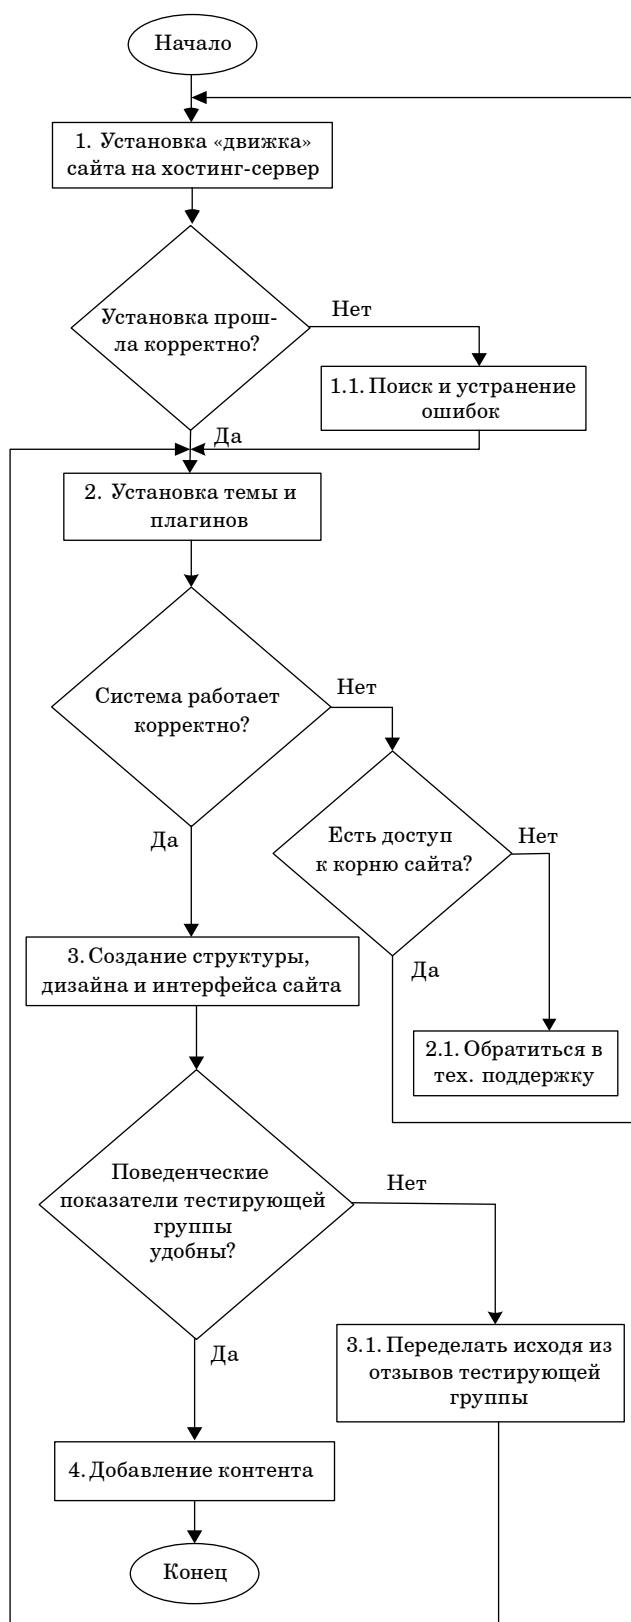 Начало
1. Установка «движка»
сайта на хостинг-сервер
Установка прош-
ла корректно?
Нет
1.1. Поиск и устранение
ошибок
Да
2. Установка темы и
плагинов
Система работает
корректно?
Нет
Да
Есть доступ
к корню сайта?
Нет
Да
3. Создание структуры,
дизайна и интерфейса сайта
2.1. Обратиться в
тех. поддержку
Поведенческие
показатели тестирующей
группы
удобны?
Нет
Да
3.1. Переделать исходя из
отзывов тестирующей
группы
4. Добавление контента
Конец